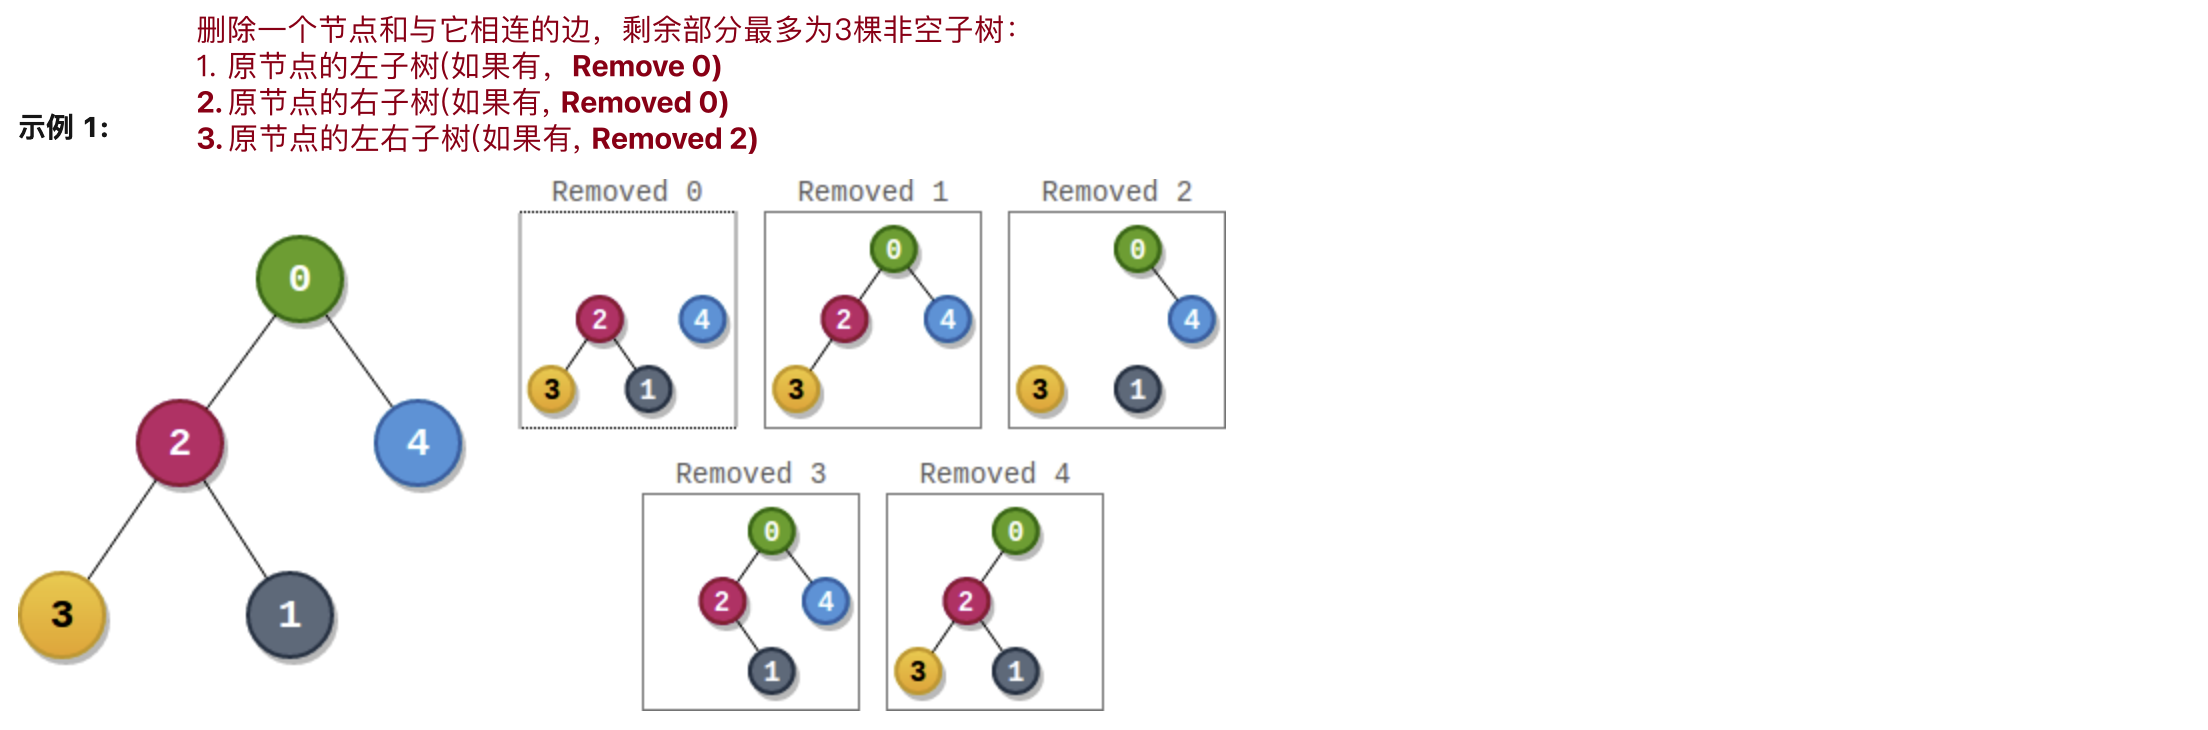 删除一个节点和与它相连的边，剩余部分最多为3棵非空子树：
1. 原节点的左子树(如果有，Remove 0)
2. 原节点的右子树(如果有, Removed 0)
示例 1:
3. 原节点的左右子树(如果有, Removed 2)
Removed 0
Removed 1
Removed 2
0
2
4
3
1
2
4
3
1
0
2
4
3
0
4
3
1
Removed 3
Removed 4
0
2
4
1
0
2
3
1